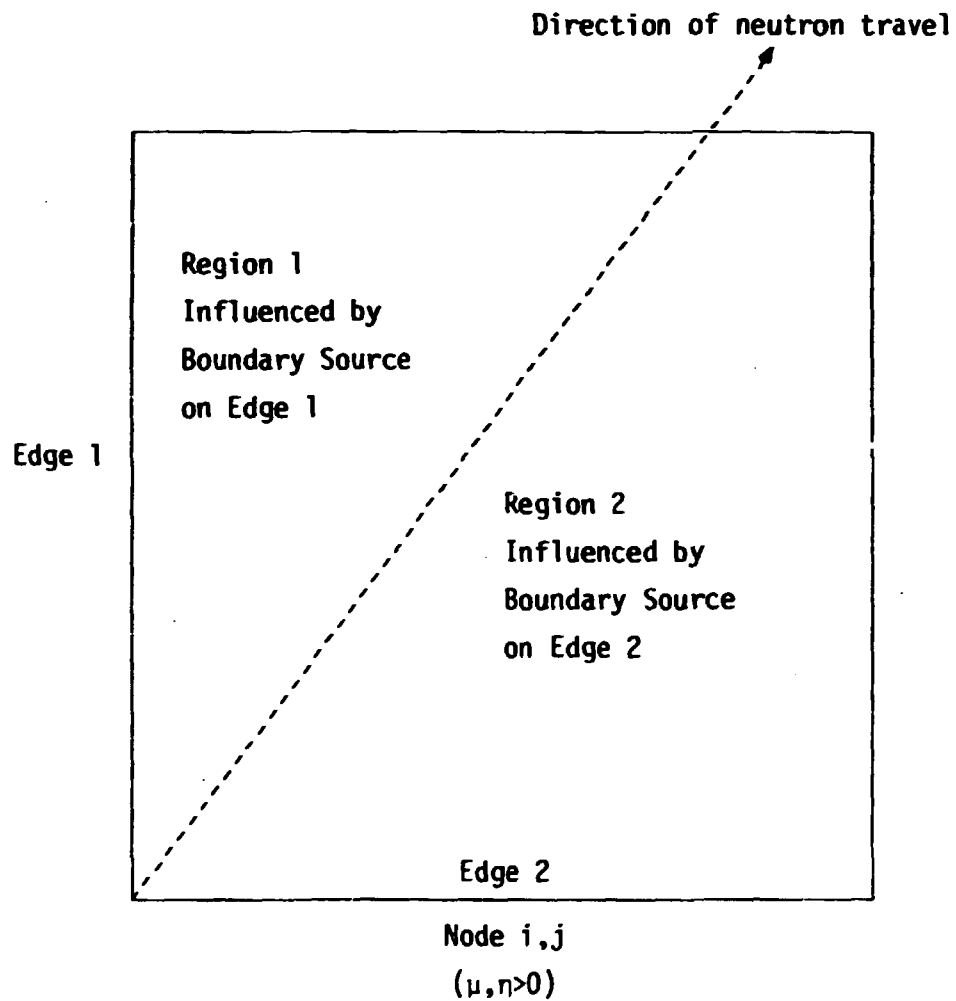 Direction of neutron travel
Region 1
Influenced by
Boundary Source
on Edge 1
Edge 1
Region 2
Influenced by
Boundary Source
on Edge 2
Edge 2
Node i,j
(μ,η>0)